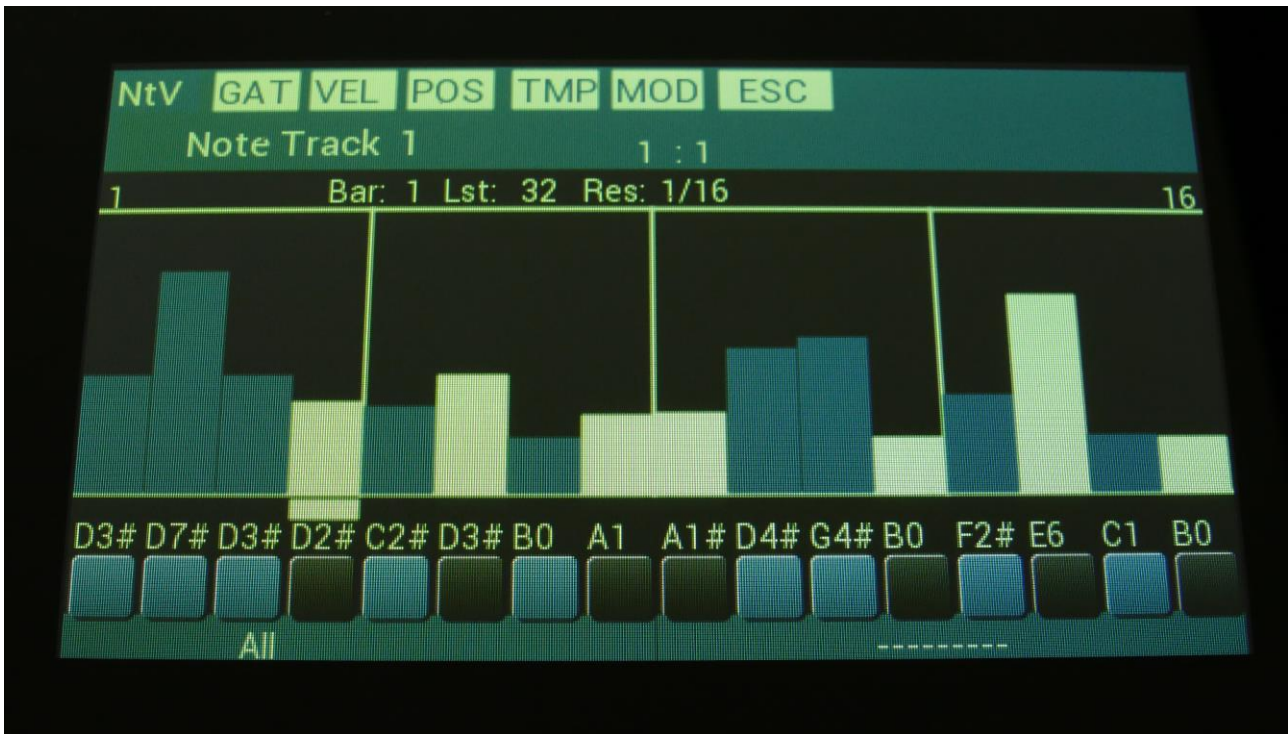 NtV GAT VEL POS TMP MOD ESC
Note Track 1 1 : 1
1 Bar: 1 Lst: 32 Res: 1/16 16
D3# D7# D3# D2# C2# D3# B0 A1 A1# D4# G4# B0 F2# E6 C1 B0
All ---------